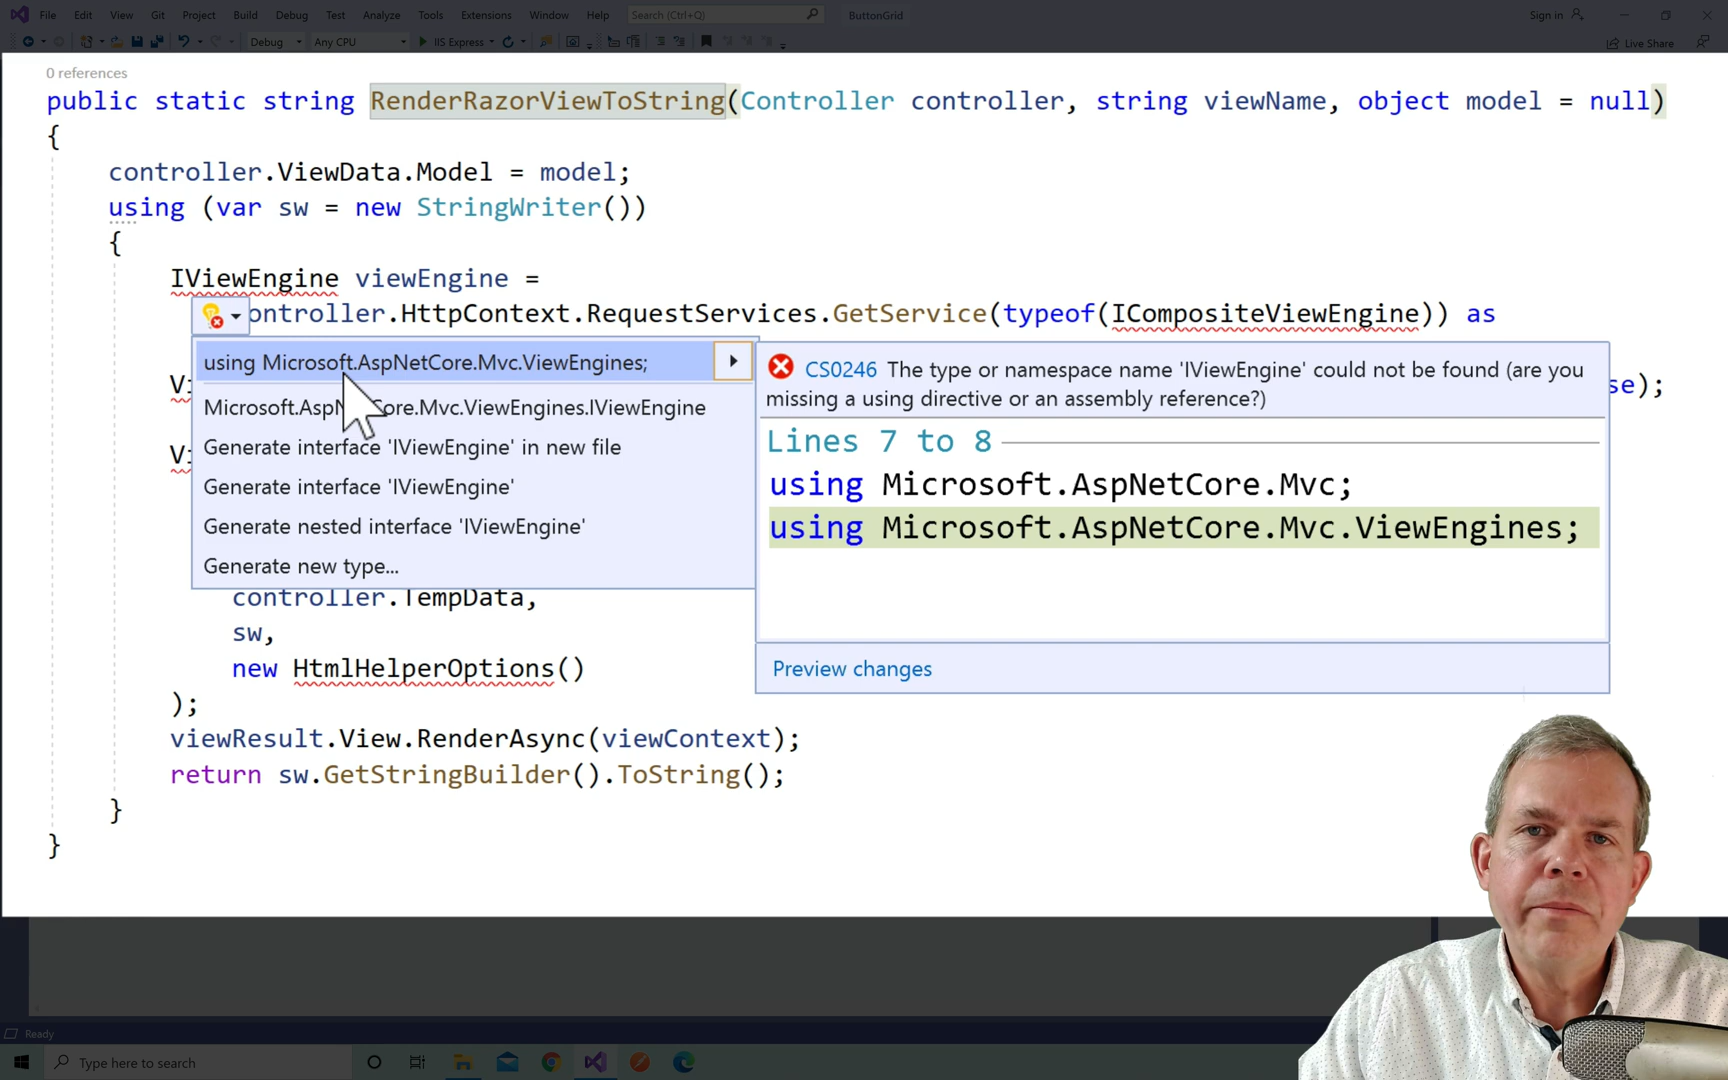 File Edit View Git Project Build Debug Test Analyze Tools Extensions Window Help Search (Ctrl+Q) ButtonGrid Sign in
Debug Any CPU IIS Express Live Share
0 references
public static string RenderRazorViewToString(Controller controller, string viewName, object model = null)
{
controller.ViewData.Model = model;
using (var sw = new StringWriter())
{
IViewEngine viewEngine =
ontroller.HttpContext.RequestServices.GetService(typeof(ICompositeViewEngine)) as
using Microsoft.AspNetCore.Mvc.ViewEngines;
Microsoft.AspN Core.Mvc.ViewEngines.IViewEngine
Generate interface 'IViewEngine' in new file
Generate interface 'IViewEngine'
Generate nested interface 'IViewEngine'
Generate new type...
CS0246 The type or namespace name 'IViewEngine' could not be found (are you
missing a using directive or an assembly reference?)
Lines 7 to 8
using Microsoft.AspNetCore.Mvc;
using Microsoft.AspNetCore.Mvc.ViewEngines;
Preview changes
se);
controller.TempData,
sw,
new HtmlHelperOptions()
);
viewResult.View.RenderAsync(viewContext);
return sw.GetStringBuilder().ToString();
}
}
Ready
Type here to search